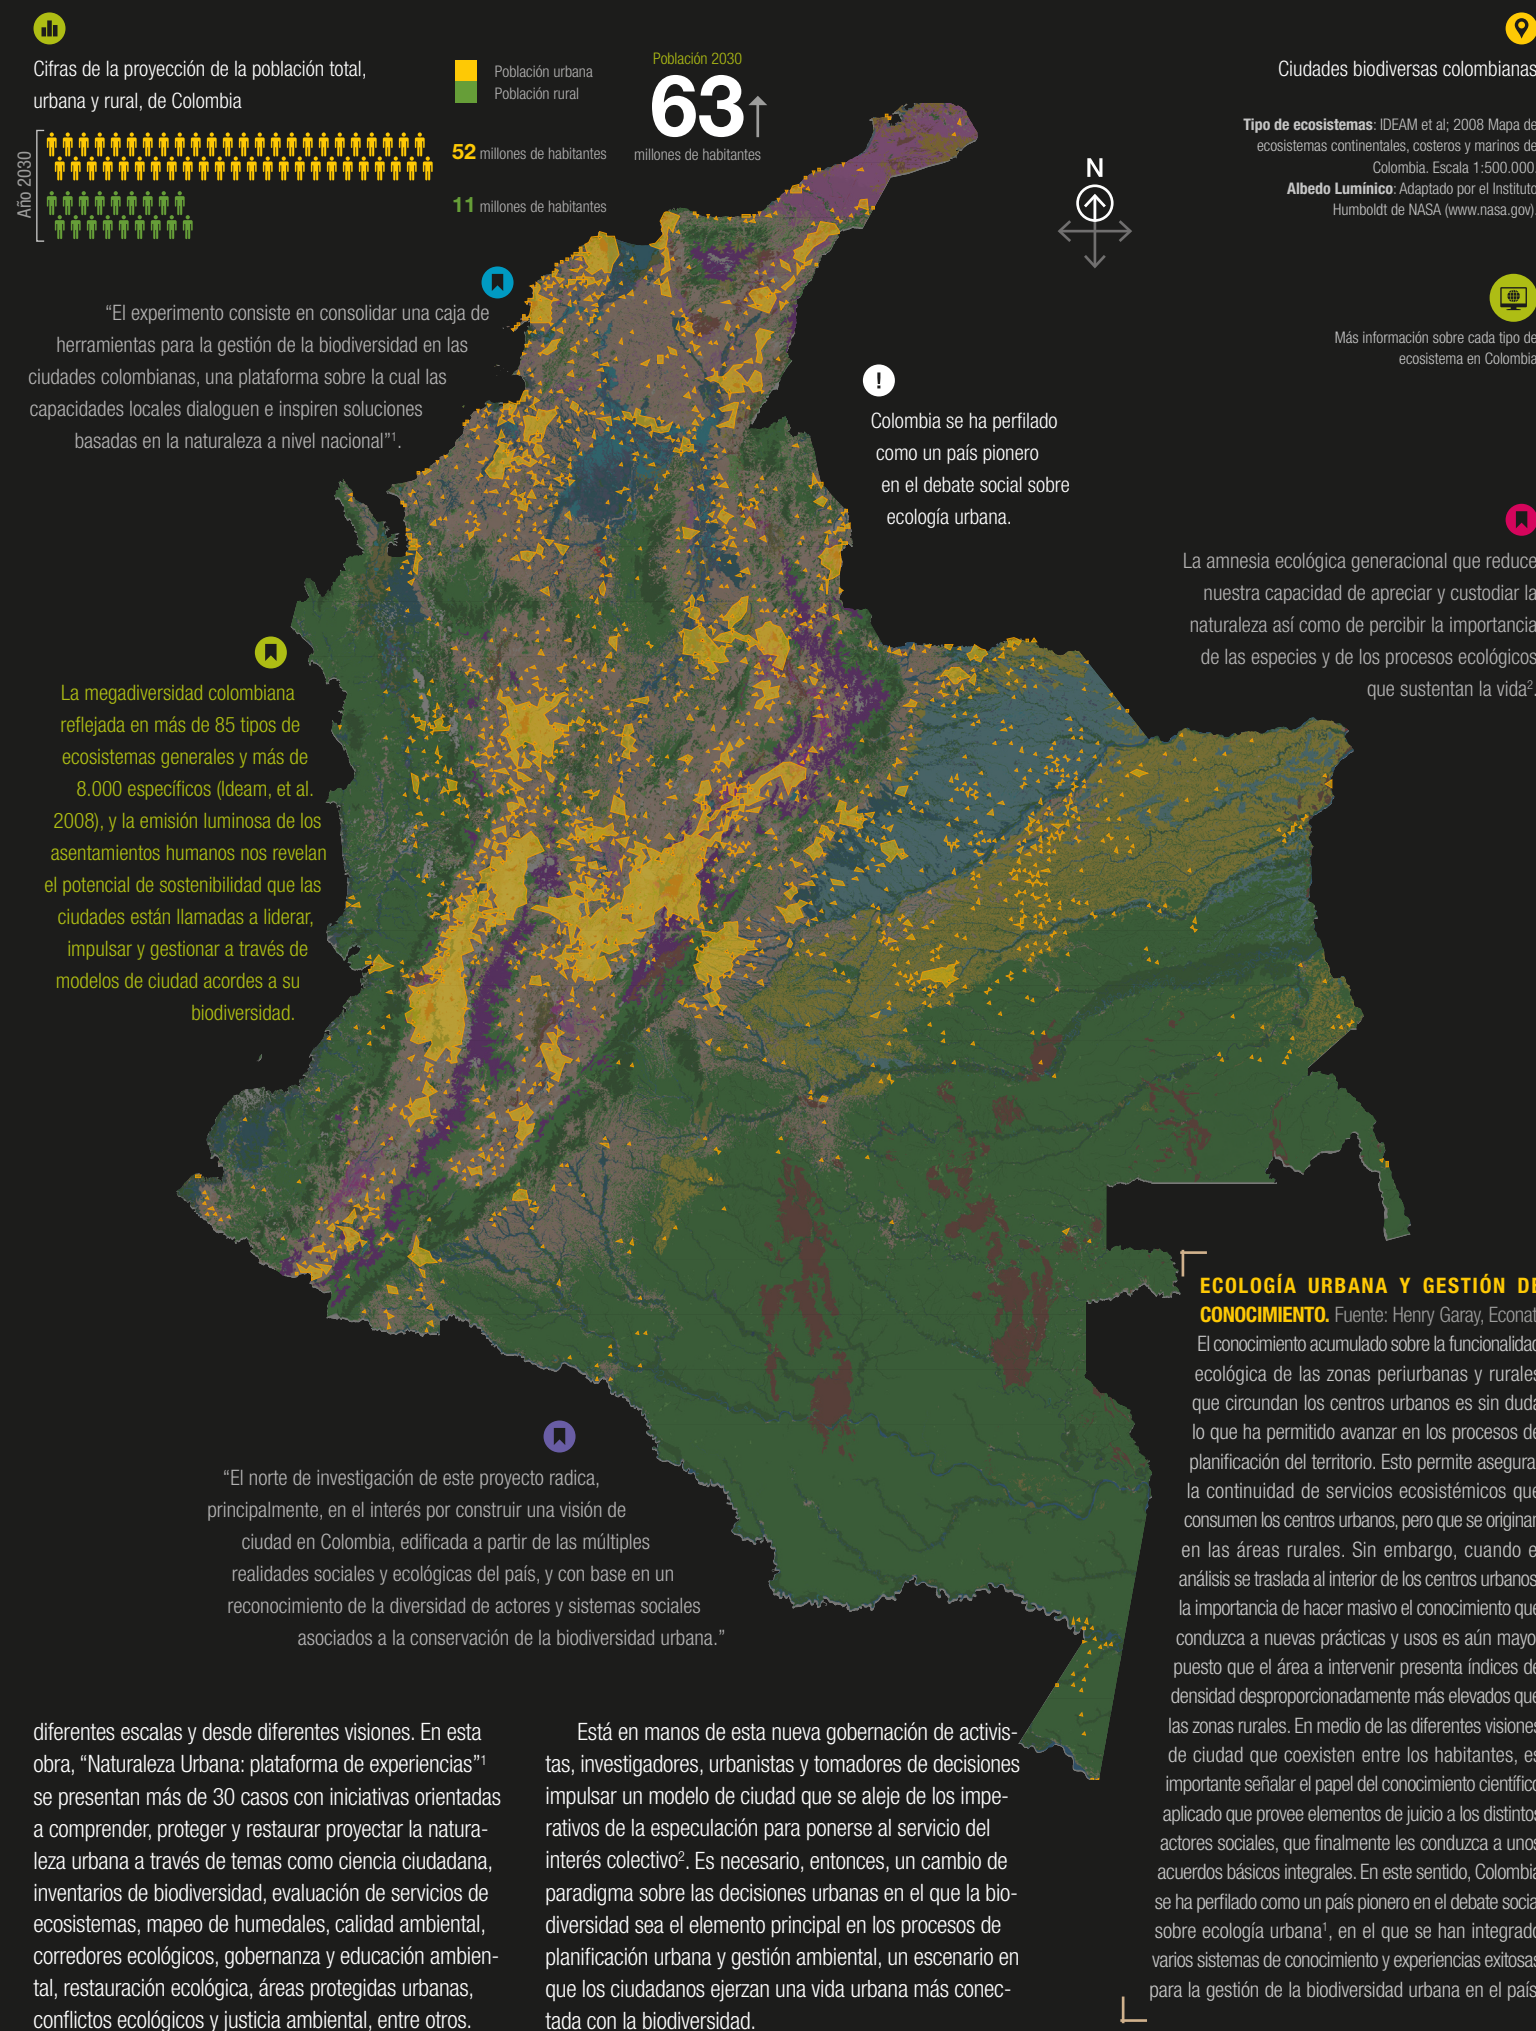 Cifras de la proyección de la población total,
urbana y rural, de Colombia
Año 2030
Población urbana
Población rural
52 millones de habitantes
11 millones de habitantes
Población 2030
63
millones de habitantes
N
Ciudades biodiversas colombianas
Tipo de ecosistemas: IDEAM et al; 2008 Mapa de
ecosistemas continentales, costeros y marinos de
Colombia. Escala 1:500.000.
Albedo Lumínico: Adaptado por el Instituto
Humboldt de NASA (www.nasa.gov)
Más información sobre cada tipo de
ecosistema en Colombia
“El experimento consiste en consolidar una caja de
herramientas para la gestión de la biodiversidad en las
ciudades colombianas, una plataforma sobre la cual las
capacidades locales dialoguen e inspiren soluciones
basadas en la naturaleza a nivel nacional”¹.
!
Colombia se ha perfilado
como un país pionero
en el debate social sobre
ecología urbana.
La amnesia ecológica generacional que reduce
nuestra capacidad de apreciar y custodiar la
naturaleza así como de percibir la importancia
de las especies y de los procesos ecológicos
que sustentan la vida².
La megadiversidad colombiana
reflejada en más de 85 tipos de
ecosistemas generales y más de
8.000 específicos (Ideam, et al.
2008), y la emisión luminosa de los
asentamientos humanos nos revelan
el potencial de sostenibilidad que las
ciudades están llamadas a liderar,
impulsar y gestionar a través de
modelos de ciudad acordes a su
biodiversidad.
“El norte de investigación de este proyecto radica,
principalmente, en el interés por construir una visión de
ciudad en Colombia, edificada a partir de las múltiples
realidades sociales y ecológicas del país, y con base en un
reconocimiento de la diversidad de actores y sistemas sociales
asociados a la conservación de la biodiversidad urbana.”
diferentes escalas y desde diferentes visiones. En esta
obra, “Naturaleza Urbana: plataforma de experiencias”¹
se presentan más de 30 casos con iniciativas orientadas
a comprender, proteger y restaurar proyectar la natura-
leza urbana a través de temas como ciencia ciudadana,
inventarios de biodiversidad, evaluación de servicios de
ecosistemas, mapeo de humedales, calidad ambiental,
corredores ecológicos, gobernanza y educación ambien-
tal, restauración ecológica, áreas protegidas urbanas,
conflictos ecológicos y justicia ambiental, entre otros.
Está en manos de esta nueva gobernación de activis-
tas, investigadores, urbanistas y tomadores de decisiones
impulsar un modelo de ciudad que se aleje de los impe-
rativos de la especulación para ponerse al servicio del
interés colectivo². Es necesario, entonces, un cambio de
paradigma sobre las decisiones urbanas en el que la bio-
diversidad sea el elemento principal en los procesos de
planificación urbana y gestión ambiental, un escenario en
que los ciudadanos ejerzan una vida urbana más conec-
tada con la biodiversidad.
ECOLOGÍA URBANA Y GESTIÓN DE
CONOCIMIENTO. Fuente: Henry Garay, Econat
El conocimiento acumulado sobre la funcionalidad
ecológica de las zonas periurbanas y rurales
que circundan los centros urbanos es sin duda
lo que ha permitido avanzar en los procesos de
planificación del territorio. Esto permite asegurar
la continuidad de servicios ecosistémicos que
consumen los centros urbanos, pero que se originan
en las áreas rurales. Sin embargo, cuando el
análisis se traslada al interior de los centros urbanos
la importancia de hacer masivo el conocimiento que
conduzca a nuevas prácticas y usos es aún mayor
puesto que el área a intervenir presenta índices de
densidad desproporcionadamente más elevados que
las zonas rurales. En medio de las diferentes visiones
de ciudad que coexisten entre los habitantes, es
importante señalar el papel del conocimiento científico
aplicado que provee elementos de juicio a los distintos
actores sociales, que finalmente les conduzca a unos
acuerdos básicos integrales. En este sentido, Colombia
se ha perfilado como un país pionero en el debate social
sobre ecología urbana¹, en el que se han integrado
varios sistemas de conocimiento y experiencias exitosas
para la gestión de la biodiversidad urbana en el país